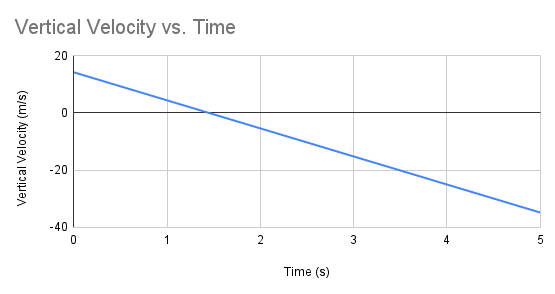 Vertical Velocity vs. Time
Vertical Velocity (m/s)
20
0
-20
-40
0 1 2 3 4 5
Time (s)